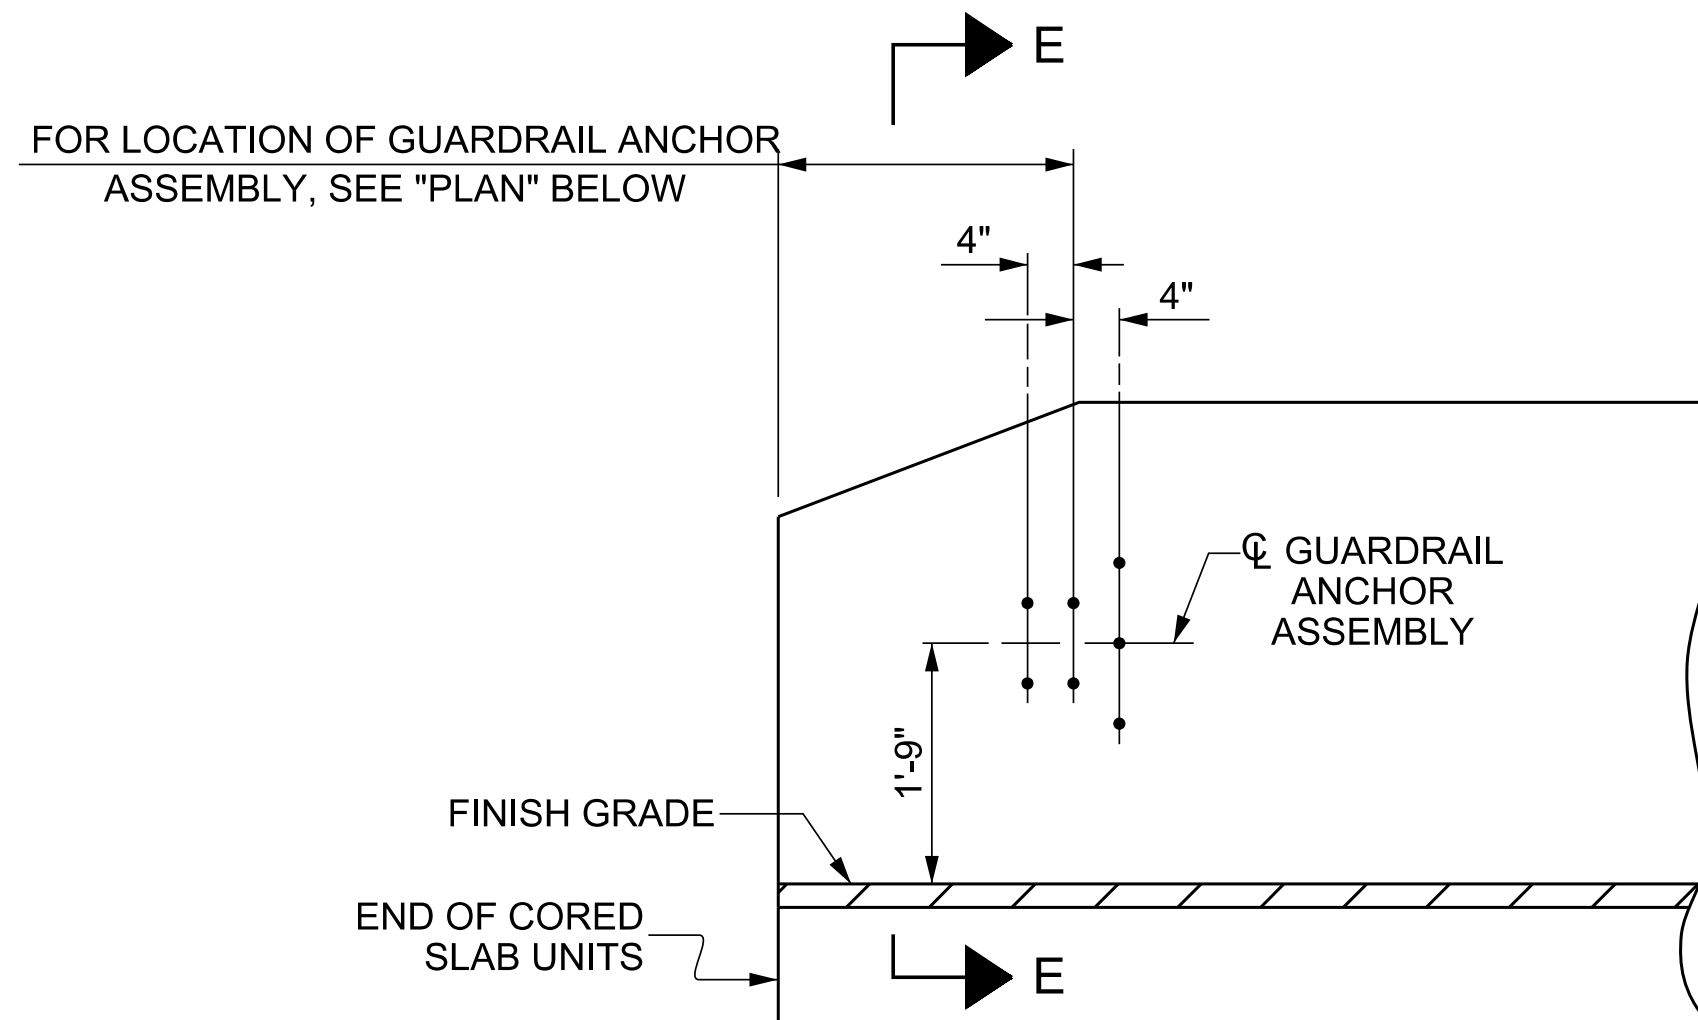 E
FOR LOCATION OF GUARDRAIL ANCHOR
ASSEMBLY, SEE "PLAN" BELOW
4"
4"
℄ GUARDRAIL
ANCHOR
ASSEMBLY
1'-9"
FINISH GRADE
END OF CORED
SLAB UNITS
E